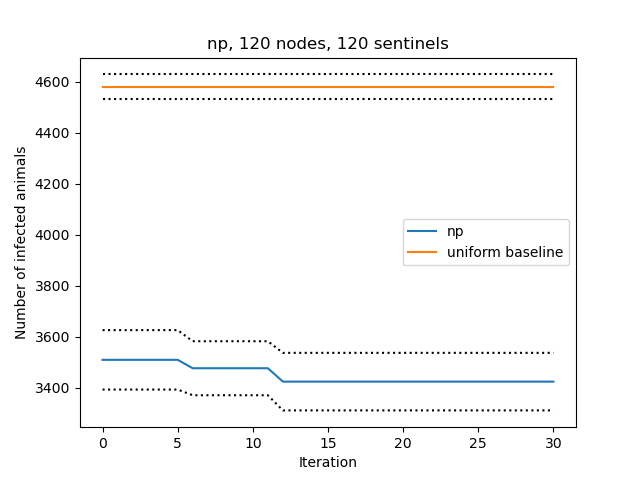 np, 120 nodes, 120 sentinels
Number of infected animals
4600
4400
4200
4000
3800
3600
3400
np
uniform baseline
0 5 10 15 20 25 30
Iteration